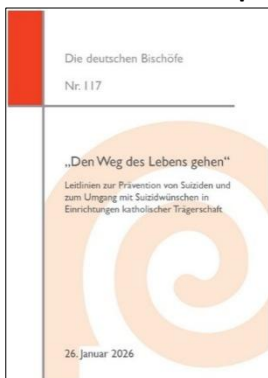 Die deutschen Bischöfe
Nr. 117
„Den Weg des Lebens gehen“
Leitlinien zur Prävention von Suiziden und
zum Umgang mit Suizidwünschen in
Einrichtungen katholischer Trägerschaft
26. Januar 2026